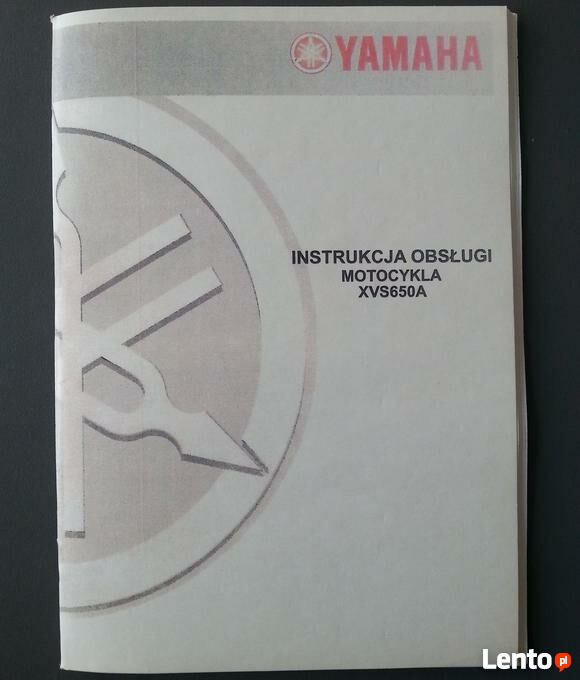 YAMAHA
INSTRUKCJA OBSŁUGI
MOTOCYKLA
XVS650A
Lento pl